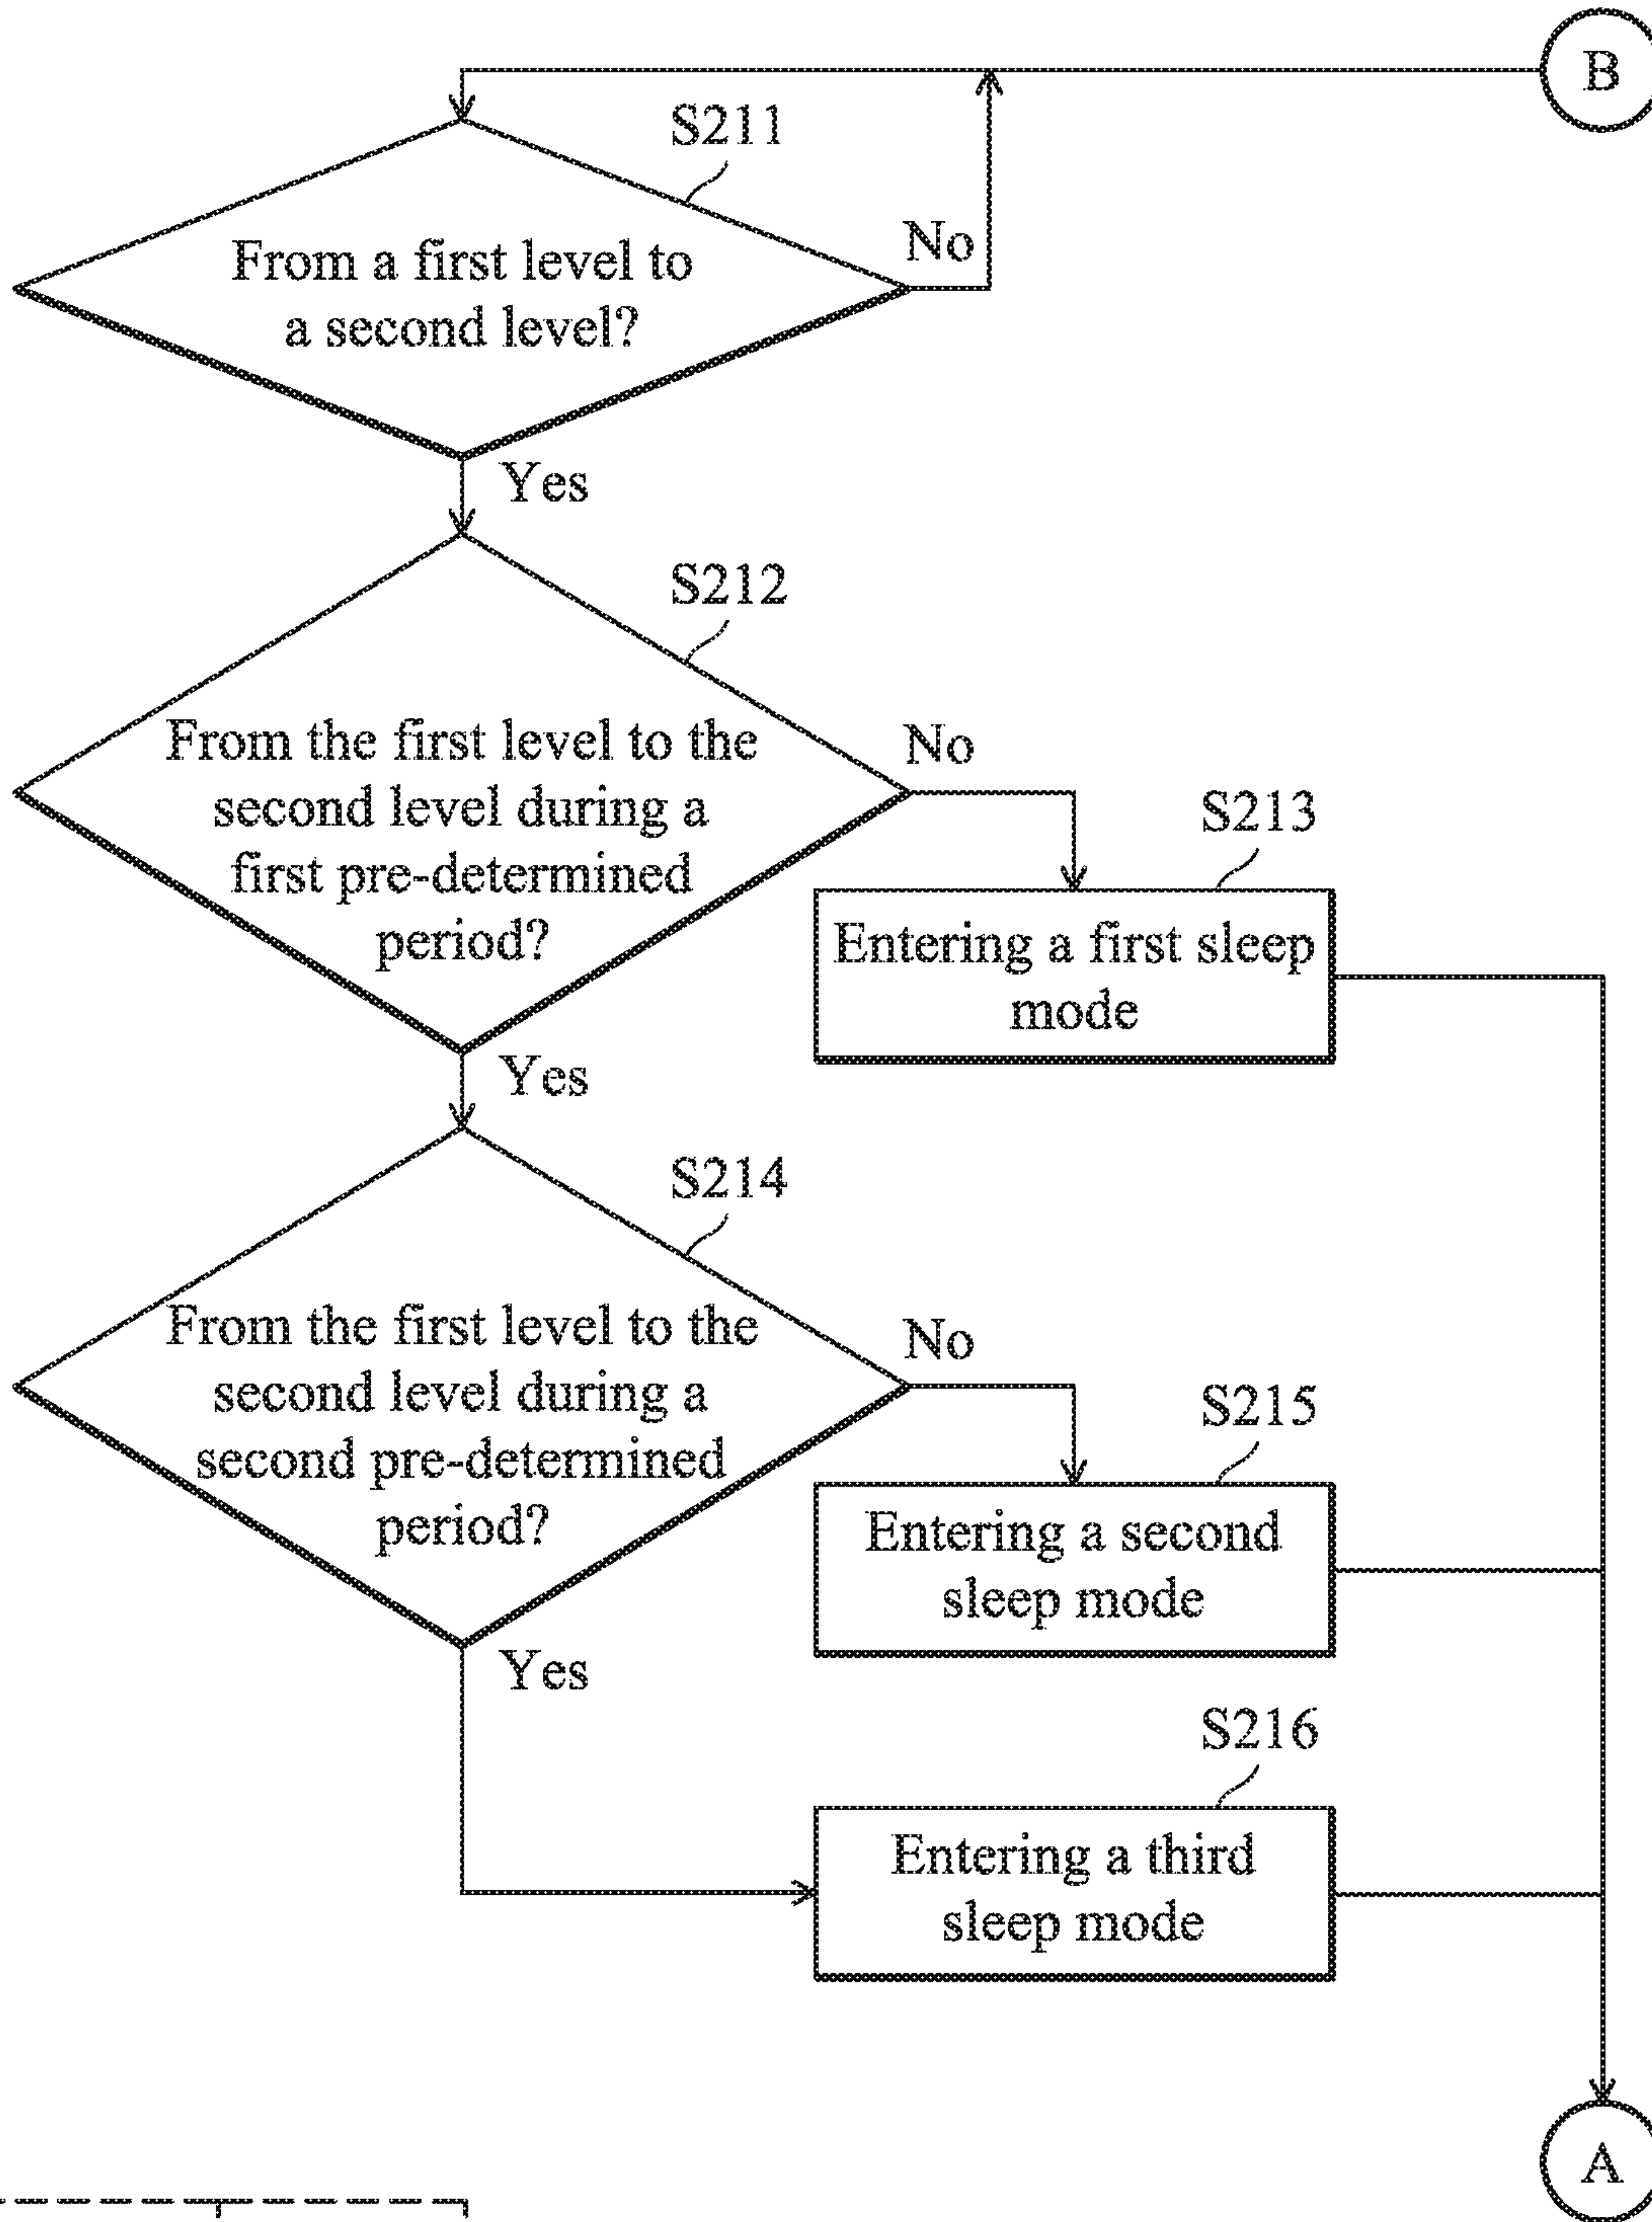 B
S211
From a first level to
a second level?
No
Yes
S212
From the first level to the
second level during a
first pre-determined
period?
No
S213
Entering a first sleep
mode
Yes
S214
From the first level to the
second level during a
second pre-determined
period?
No
S215
Entering a second
sleep mode
Yes
S216
Entering a third
sleep mode
A